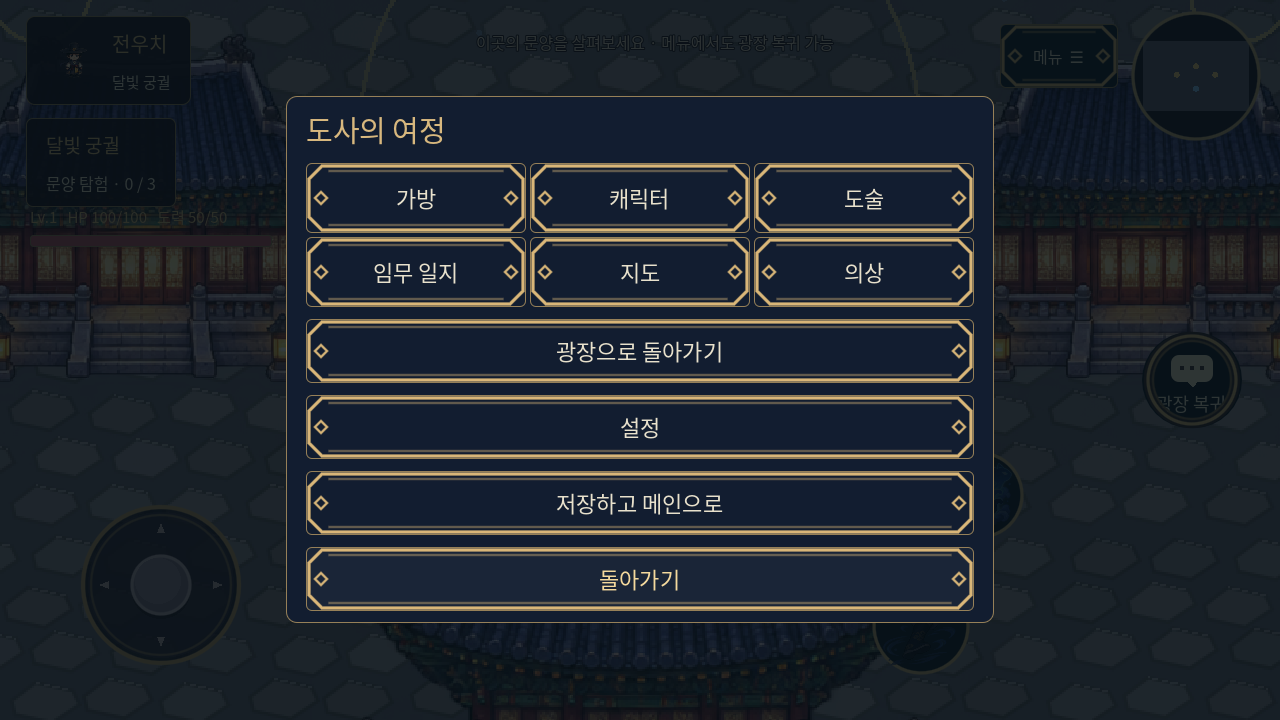 전우치
달빛 궁궐
이곳의 문양을 살펴보세요 · 메뉴에서도 광장 복귀 가능
메뉴 ☰
달빛 궁궐
문양 탐험 · 0 / 3
Lv.1 HP 100/100 도력 50/50
도사의 여정
가방
캐릭터
도술
임무 일지
지도
의상
광장으로 돌아가기
설정
저장하고 메인으로
돌아가기
광장 복귀